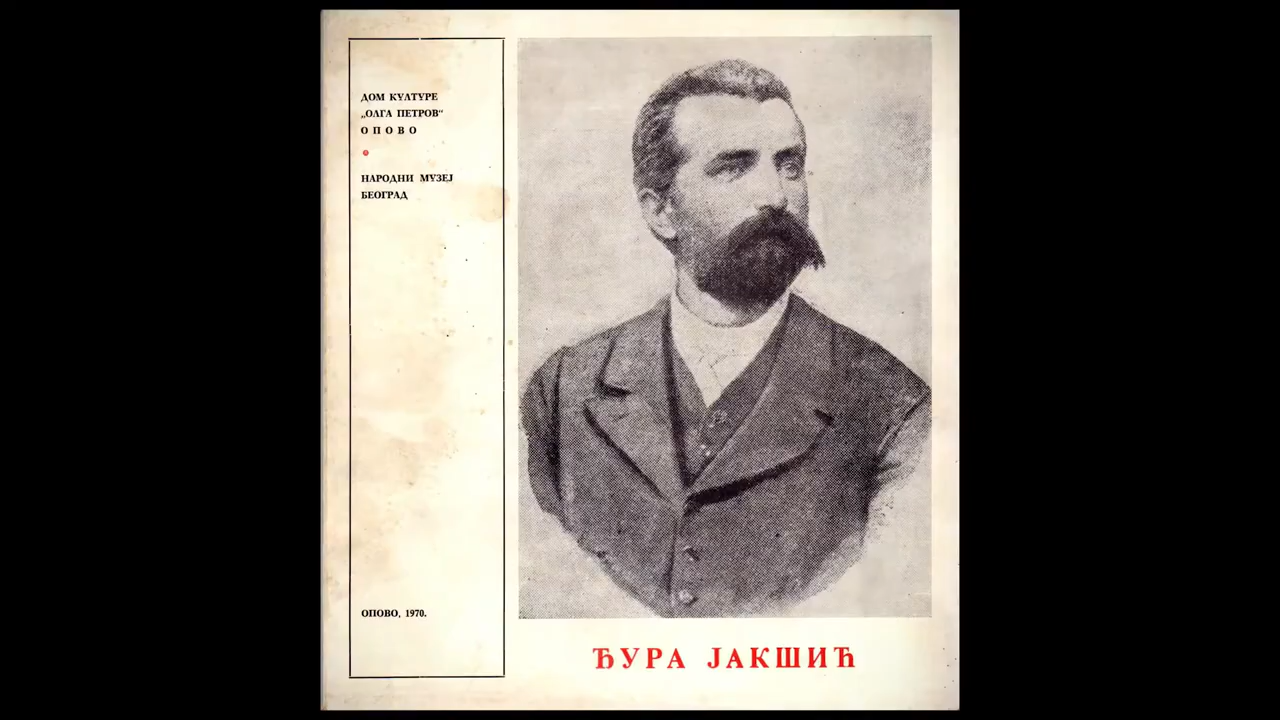 ДОМ КУЛТУРЕ
„ОЛГА ПЕТРОВ“
ОПОВО
НАРОДНИ МУЗЕЈ
БЕОГРАД
ОПОВО, 1970.
ЂУРА ЈАКШИЋ